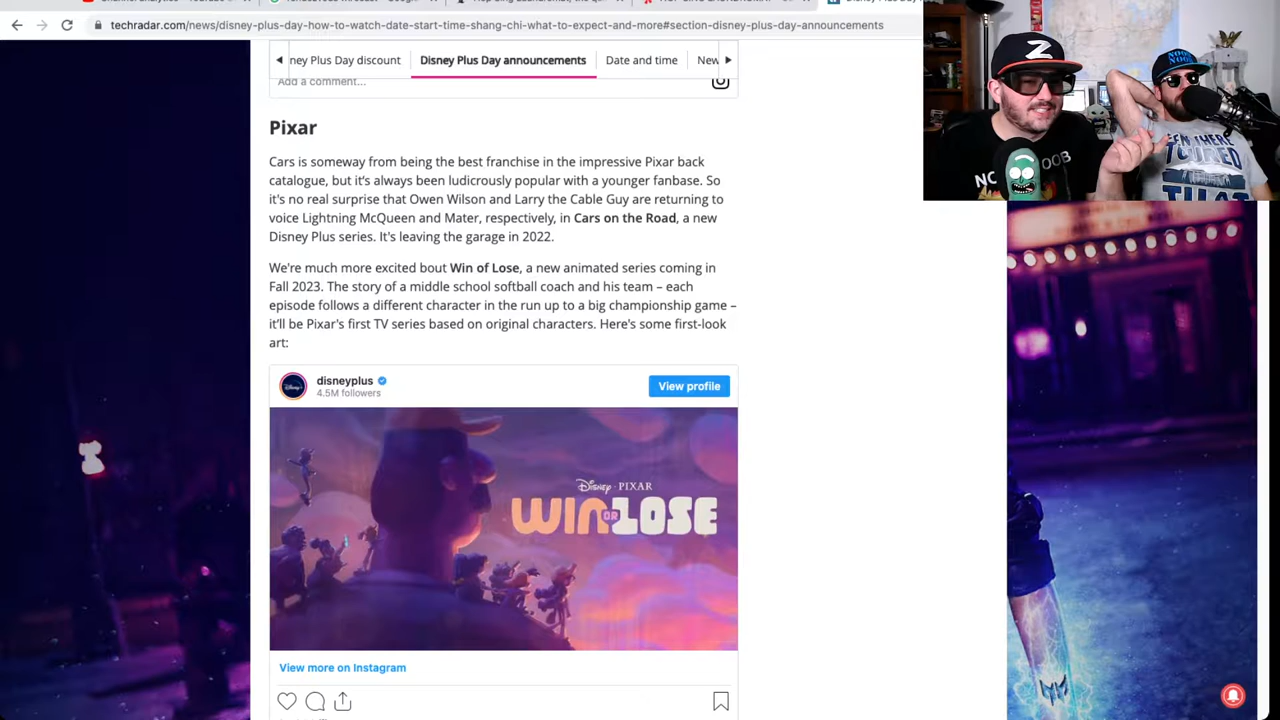 techradar.com/news/disney-plus-day-how-to-watch-date-start-time-shang-chi-what-to-expect-and-more#section-disney-plus-day-announcements
ney Plus Day discount
Disney Plus Day announcements
Date and time
New
Add a comment...
Pixar
Cars is someway from being the best franchise in the impressive Pixar back
catalogue, but it's always been ludicrously popular with a younger fanbase. So
it's no real surprise that Owen Wilson and Larry the Cable Guy are returning to
voice Lightning McQueen and Mater, respectively, in Cars on the Road, a new
Disney Plus series. It's leaving the garage in 2022.
We're much more excited bout Win of Lose, a new animated series coming in
Fall 2023. The story of a middle school softball coach and his team – each
episode follows a different character in the run up to a big championship game –
it'll be Pixar's first TV series based on original characters. Here's some first-look
art:
disneyplus
4.5M followers
View profile
Disney · PIXAR
WIN OR LOSE
View more on Instagram
Z
NC OOB
TOURED
THAT